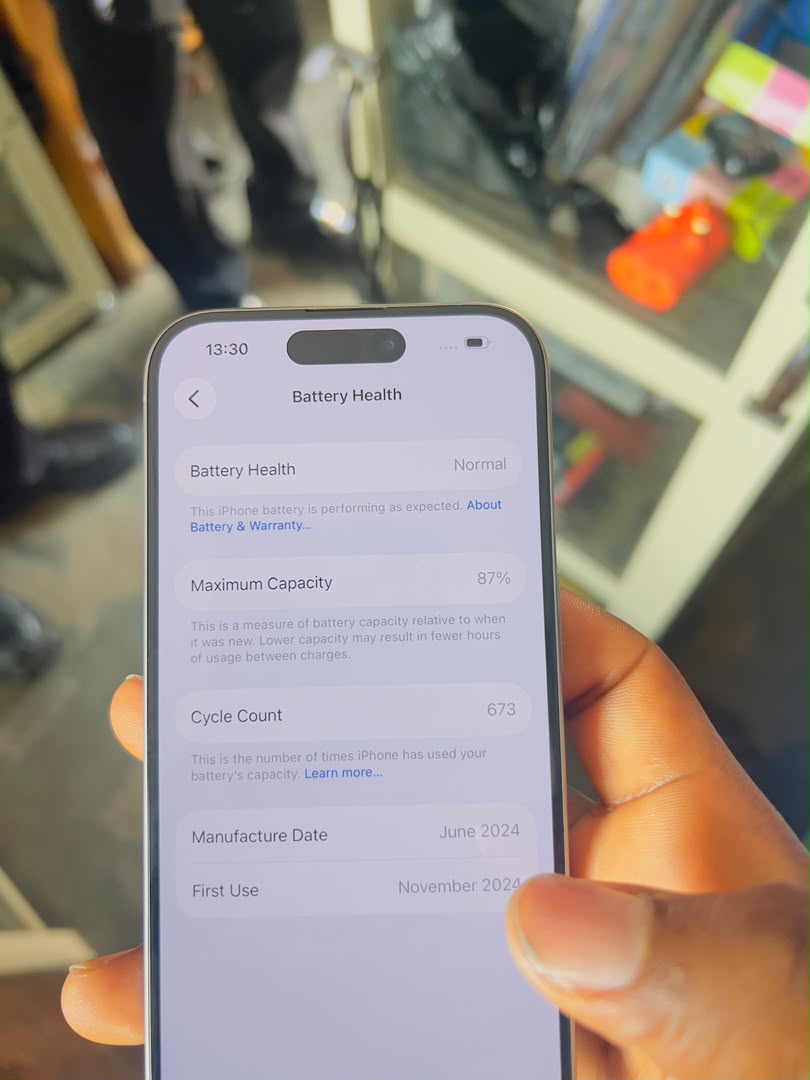 13:30
Battery Health
Battery Health Normal
This iPhone battery is performing as expected. About
Battery & Warranty...
Maximum Capacity 87%
This is a measure of battery capacity relative to when
it was new. Lower capacity may result in fewer hours
of usage between charges.
Cycle Count 673
This is the number of times iPhone has used your
battery's capacity. Learn more...
Manufacture Date June 2024
First Use November 2024